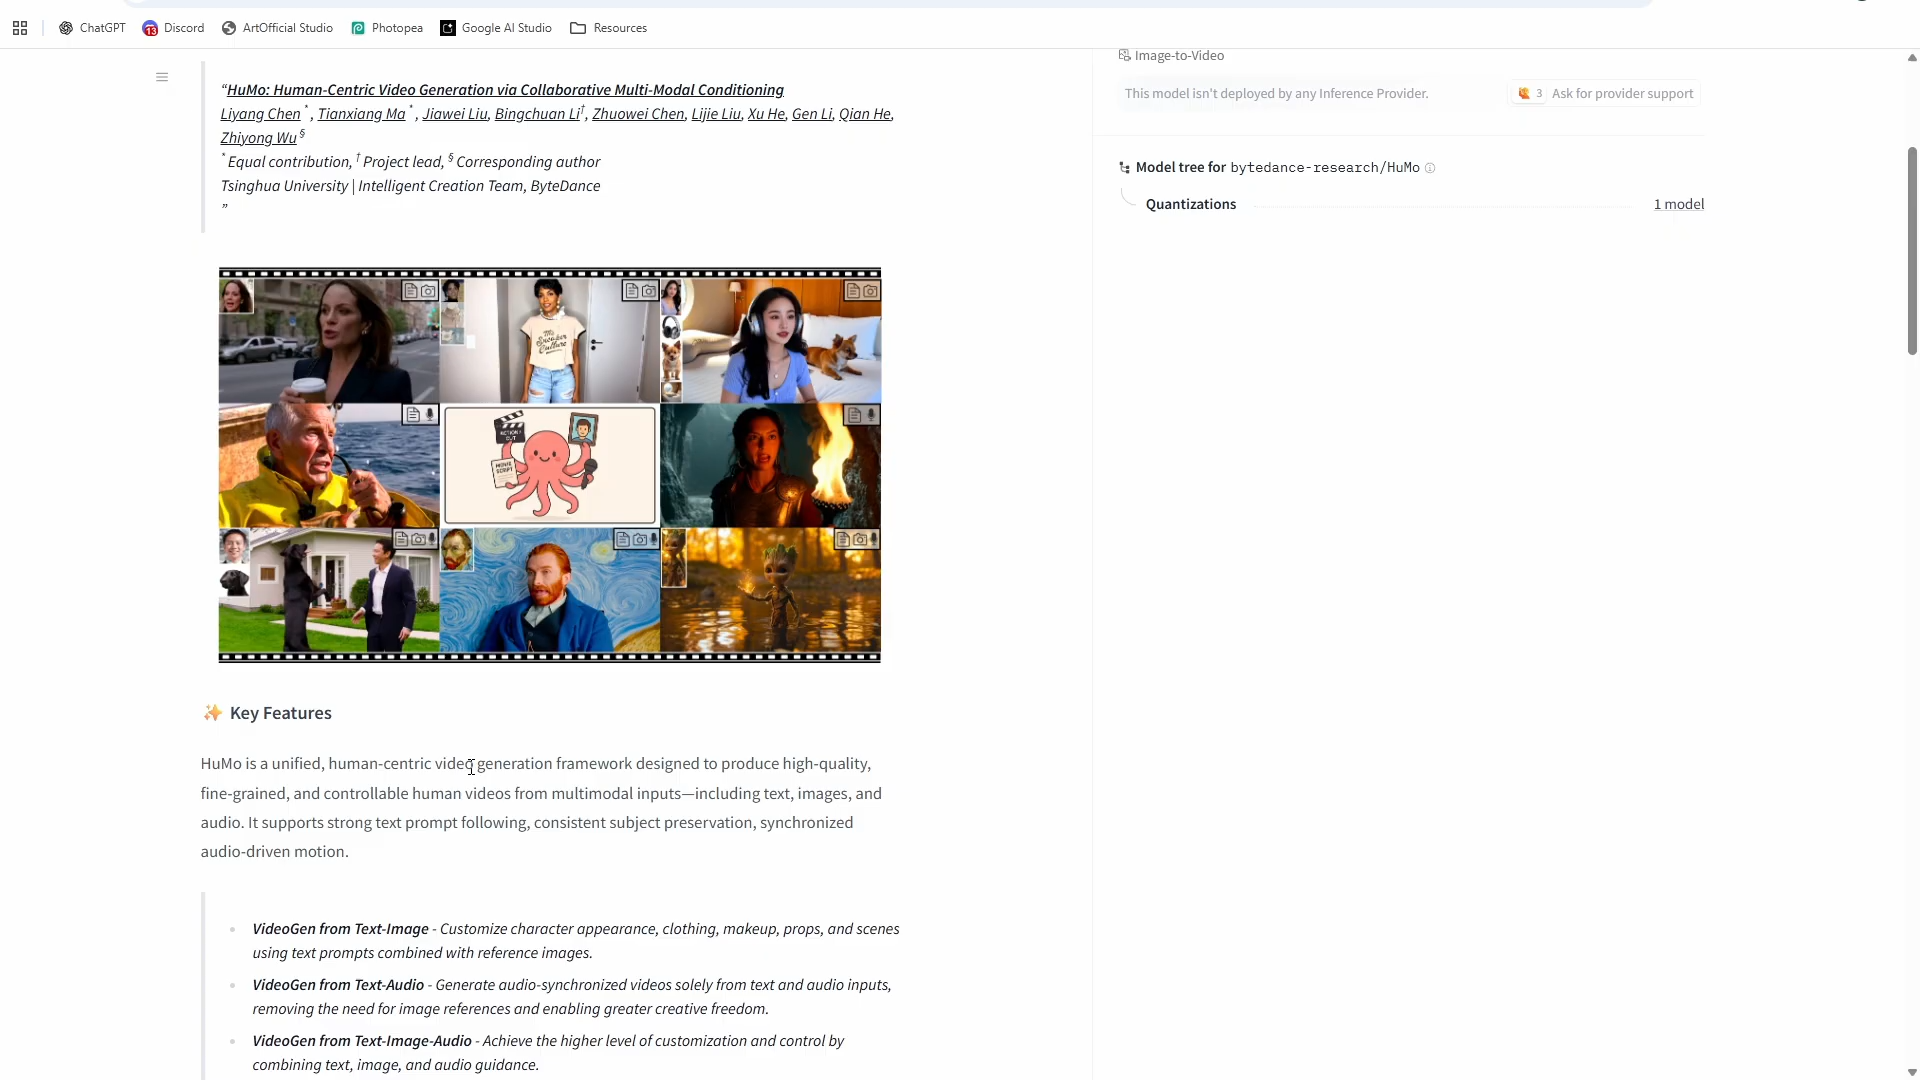 ChatGPT
13
Discord
ArtOfficial Studio
Photopea
Google AI Studio
Resources
“HuMo: Human-Centric Video Generation via Collaborative Multi-Modal Conditioning
Liyang Chen*, Tianxiang Ma*, Jiawei Liu, Bingchuan Li†, Zhuowei Chen, Lijie Liu, Xu He, Gen Li, Qian He,
Zhiyong Wu§
*Equal contribution, †Project lead, §Corresponding author
Tsinghua University | Intelligent Creation Team, ByteDance
”
ACTION!
CUT
MOVIE
SCRIPT
✨ Key Features
HuMo is a unified, human-centric video generation framework designed to produce high-quality,
fine-grained, and controllable human videos from multimodal inputs—including text, images, and
audio. It supports strong text prompt following, consistent subject preservation, synchronized
audio-driven motion.
VideoGen from Text-Image - Customize character appearance, clothing, makeup, props, and scenes
using text prompts combined with reference images.
VideoGen from Text-Audio - Generate audio-synchronized videos solely from text and audio inputs,
removing the need for image references and enabling greater creative freedom.
VideoGen from Text-Image-Audio - Achieve the higher level of customization and control by
combining text, image, and audio guidance.
Image-to-Video
This model isn't deployed by any Inference Provider.
3 Ask for provider support
Model tree for bytedance-research/HuMo
Quantizations
1 model